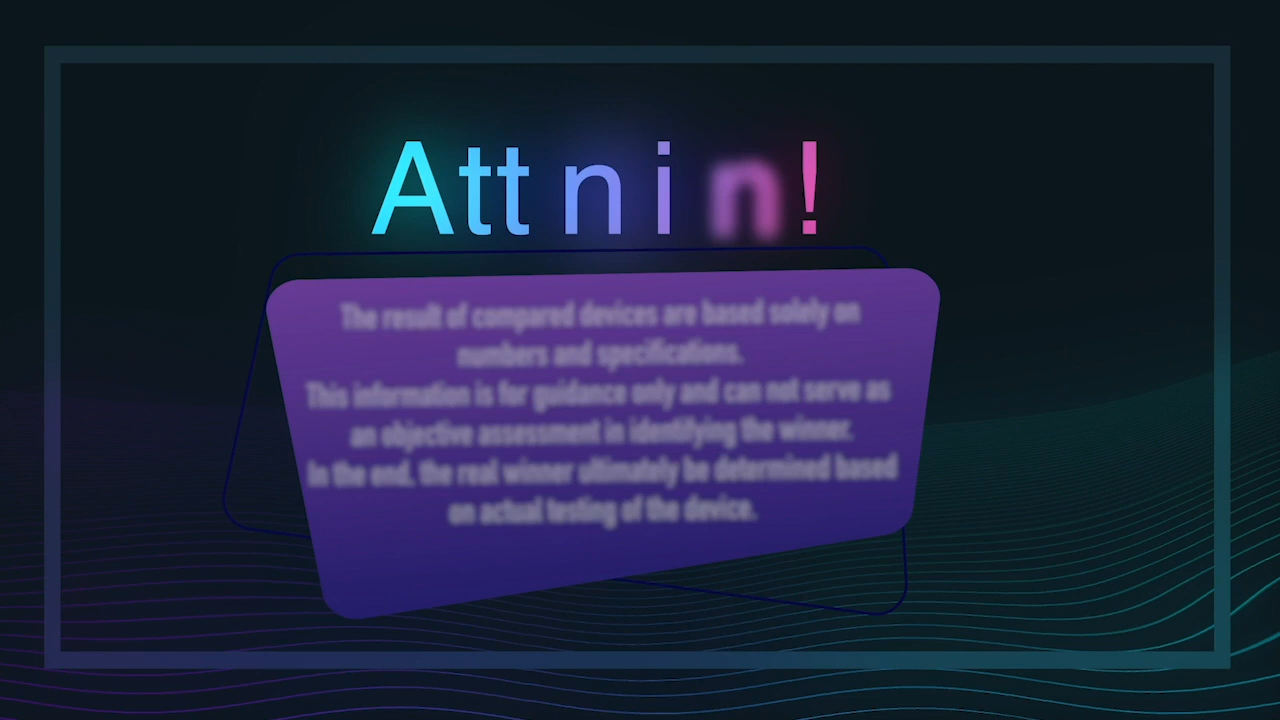 Att n i n!
The result of compared devices are based solely on
numbers and specifications.
This information is for guidance only and can not serve as
an objective assessment in identifying the winner.
In the end, the real winner ultimately be determined based
on actual testing of the device.